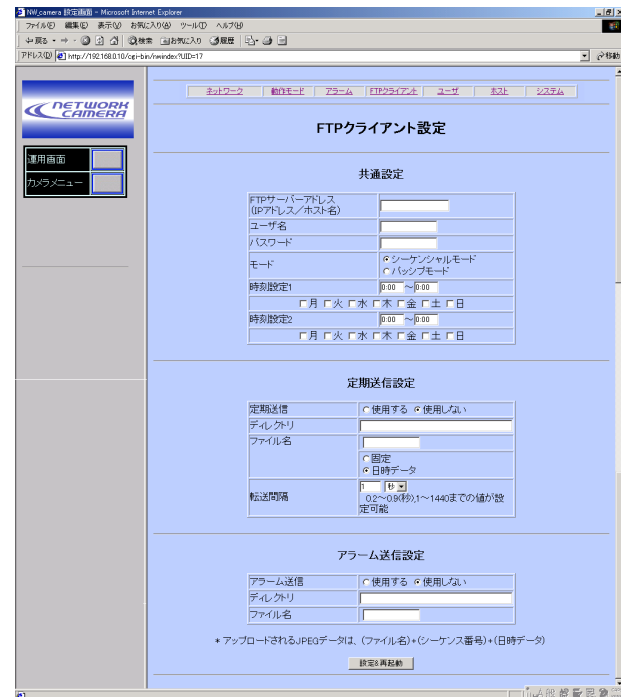 NW_camera 設定画面 - Microsoft Internet Explorer
ファイル(F) 編集(E) 表示(V) お気に入り(A) ツール(T) ヘルプ(H)
戻る 検索 お気に入り 履歴
アドレス(D) http://192.168.0.10/cgi-bin/nwindex?UID=17 移動
NETWORK CAMERA
運用画面
カメラメニュー
ネットワーク 動作モード アラーム FTPクライアント ユーザ ホスト システム
FTPクライアント設定
共通設定
FTPサーバーアドレス
(IPアドレス／ホスト名)
ユーザ名
パスワード
モード シーケンシャルモード
パッシブモード
時刻設定1 0:00 ～ 0:00
月 火 水 木 金 土 日
時刻設定2 0:00 ～ 0:00
月 火 水 木 金 土 日
定期送信設定
定期送信 使用する 使用しない
ディレクトリ
ファイル名
固定
日時データ
転送間隔 1 秒
0.2～0.9(秒),1～1440までの値が設
定可能
アラーム送信設定
アラーム送信 使用する 使用しない
ディレクトリ
ファイル名
* アップロードされるJPEGデータは、(ファイル名)+(シーケンス番号)+(日時データ)
設定&再起動